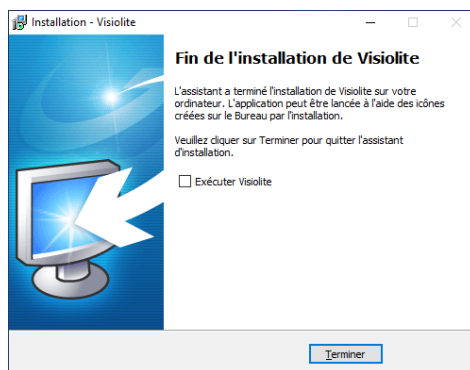 Installation - Visiolite
Fin de l'installation de Visiolite
L'assistant a terminé l'installation de Visiolite sur votre
ordinateur. L'application peut être lancée à l'aide des icônes
créées sur le Bureau par l'installation.
Veuillez cliquer sur Terminer pour quitter l'assistant
d'installation.
Exécuter Visiolite
Terminer